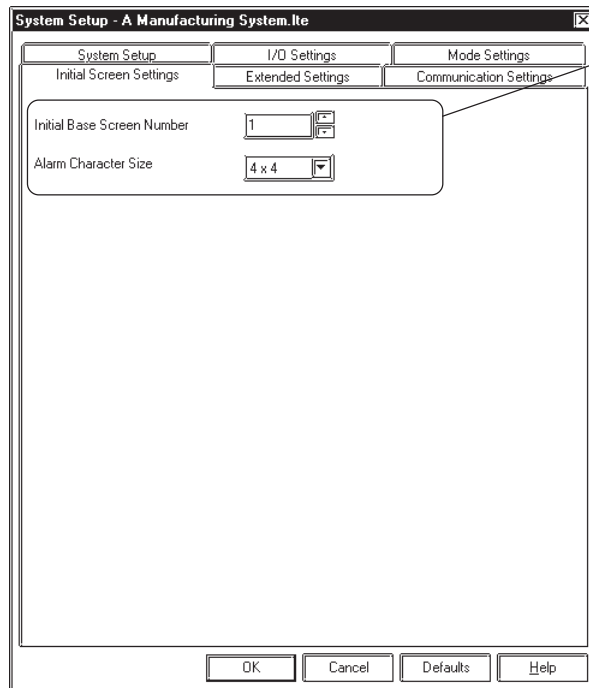 System Setup - A Manufacturing System.lte
System Setup
I/O Settings
Mode Settings
Initial Screen Settings
Extended Settings
Communication Settings
Initial Base Screen Number
1
Alarm Character Size
4 x 4
OK
Cancel
Defaults
Help